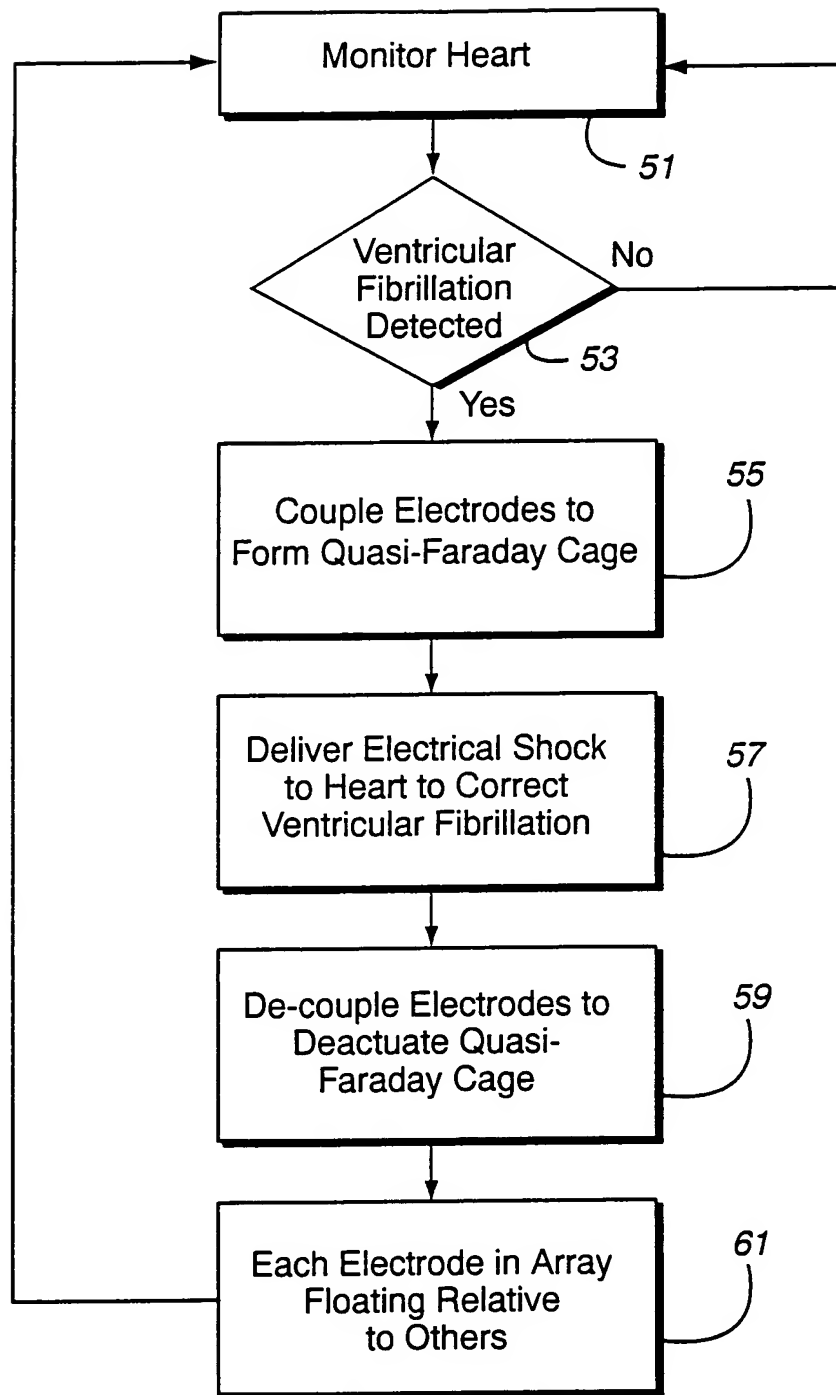 Monitor Heart
51
Ventricular
Fibrillation
Detected
No
53
Yes
55
Couple Electrodes to
Form Quasi-Faraday Cage
57
Deliver Electrical Shock
to Heart to Correct
Ventricular Fibrillation
59
De-couple Electrodes to
Deactuate Quasi-
Faraday Cage
61
Each Electrode in Array
Floating Relative
to Others